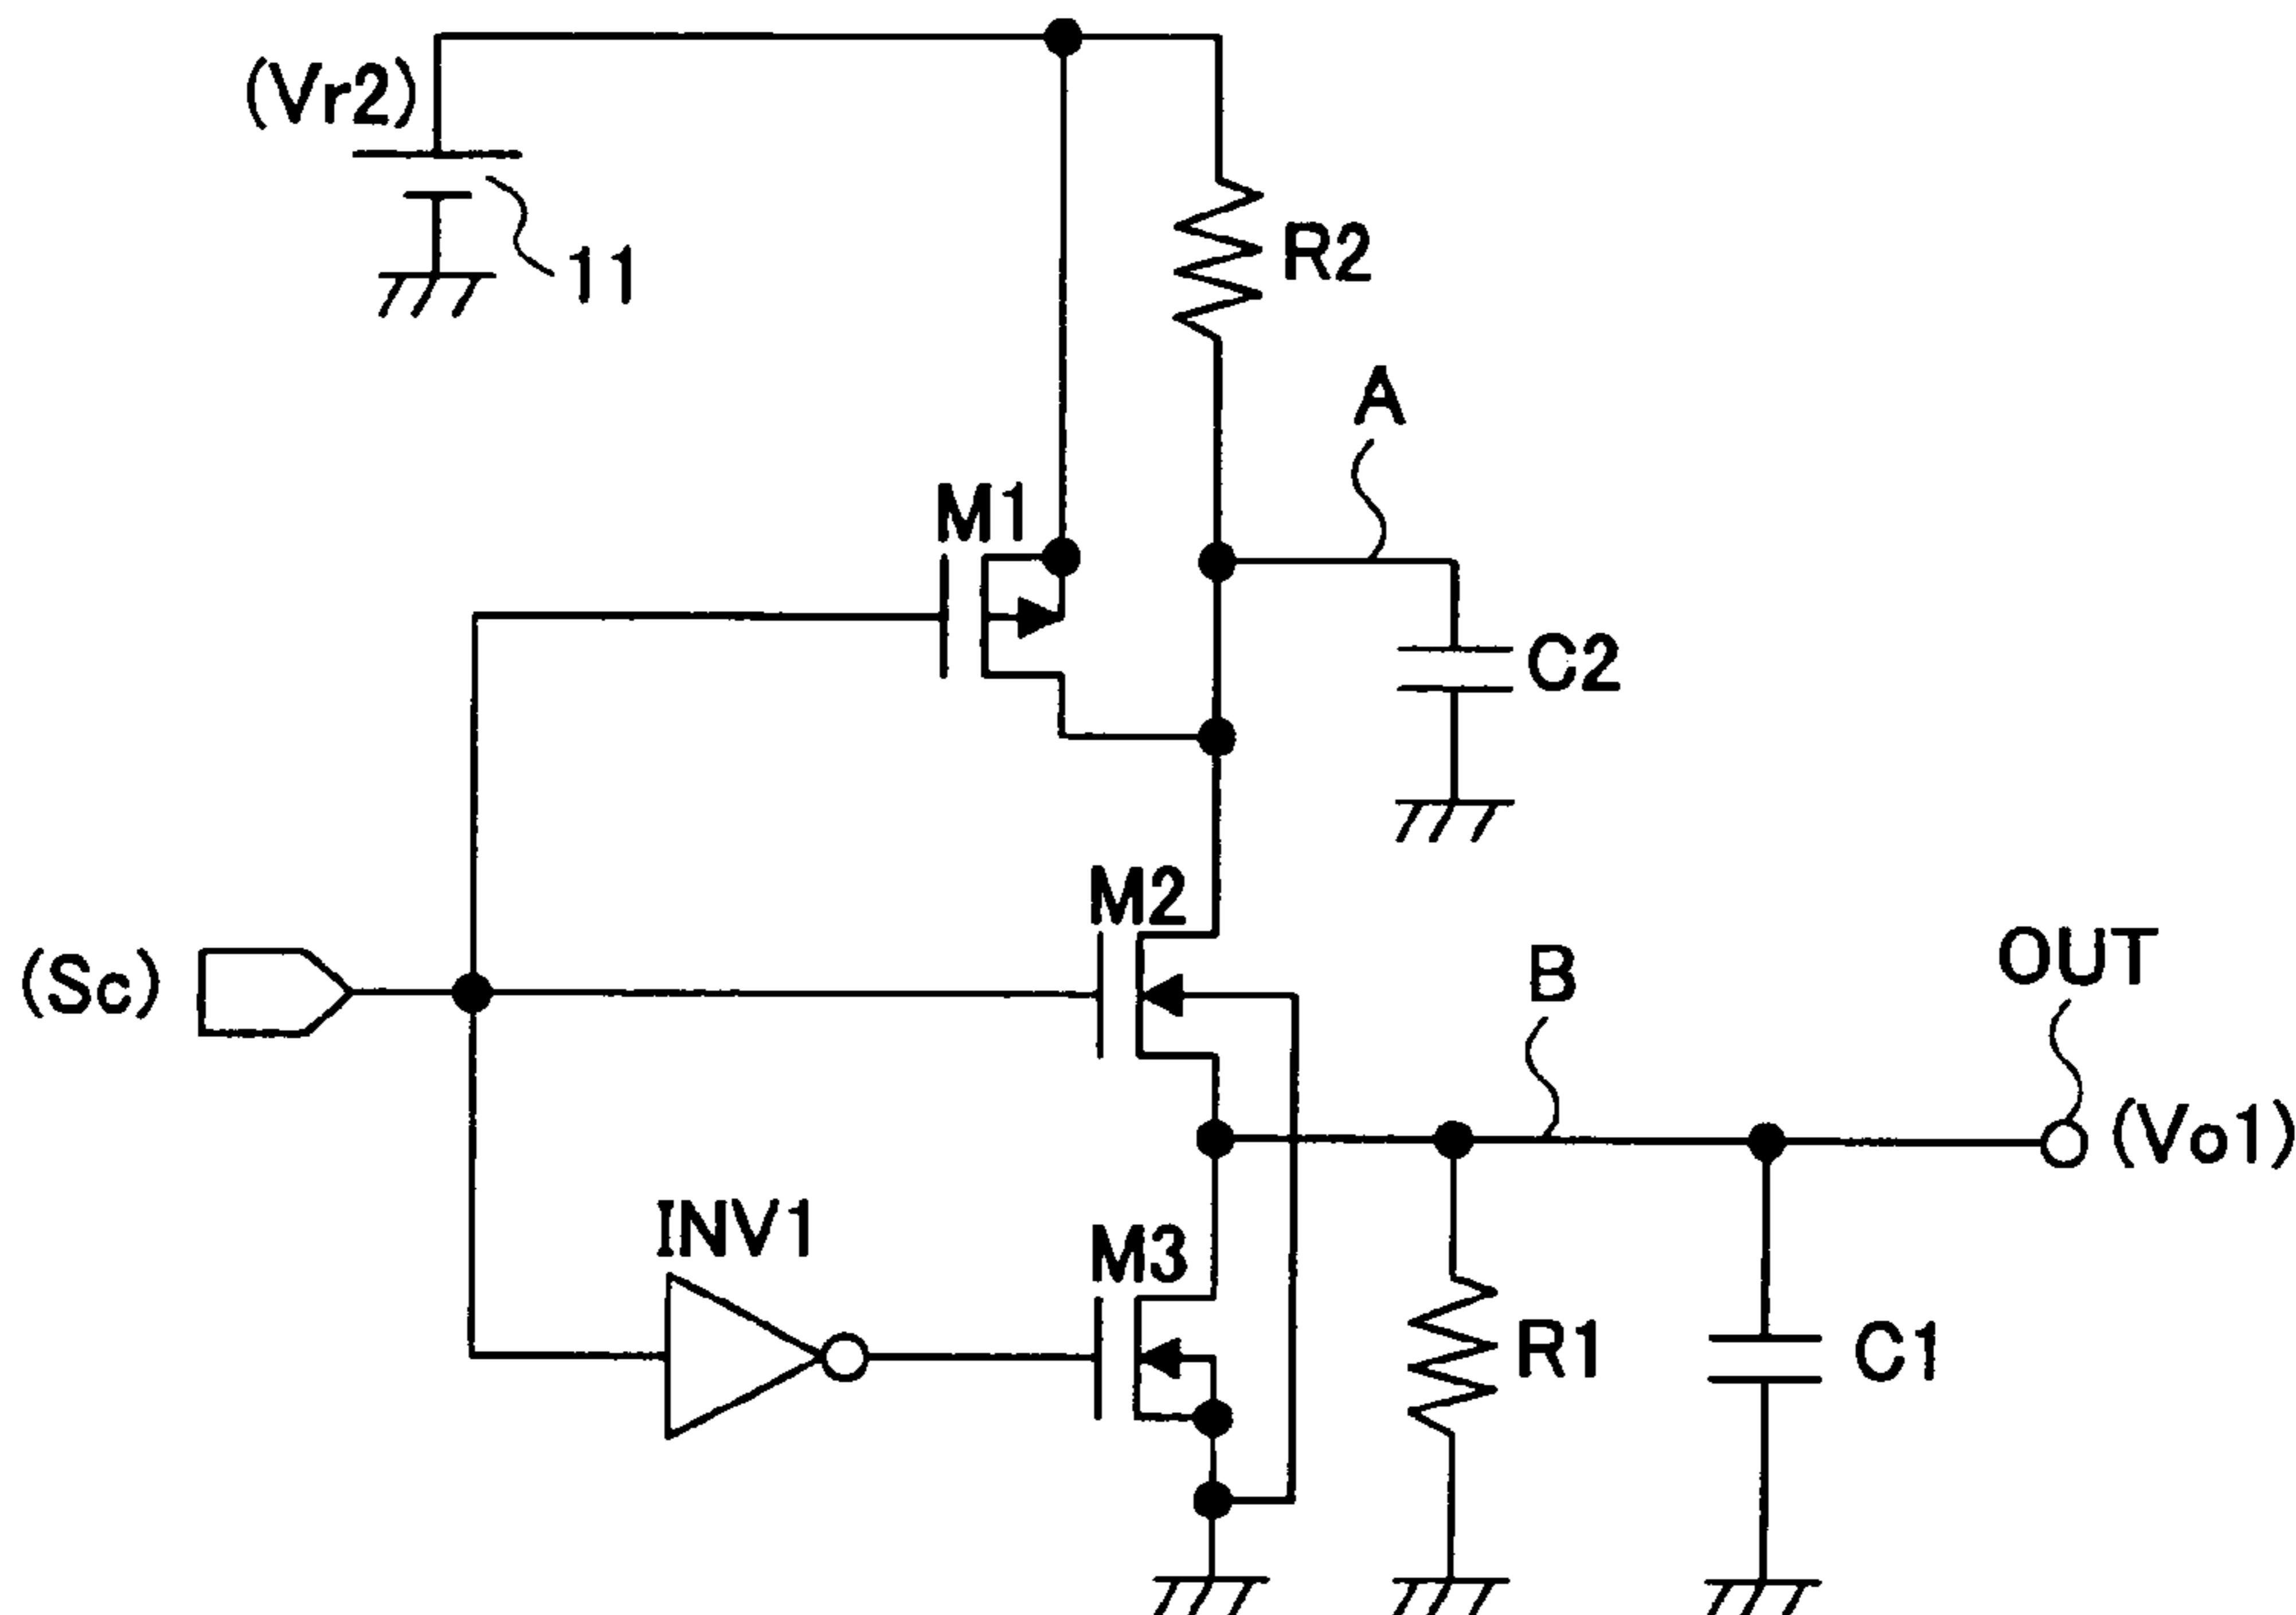 (Vr2)
11
R2
A
M1
C2
M2
(Sc)
B
OUT
(Vo1)
INV1
M3
R1
C1